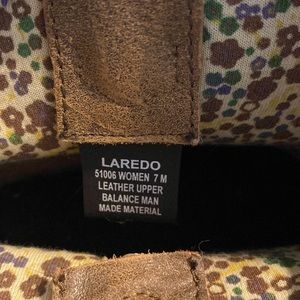 LAREDO
51006 WOMEN 7 M
LEATHER UPPER
BALANCE MAN
MADE MATERIAL